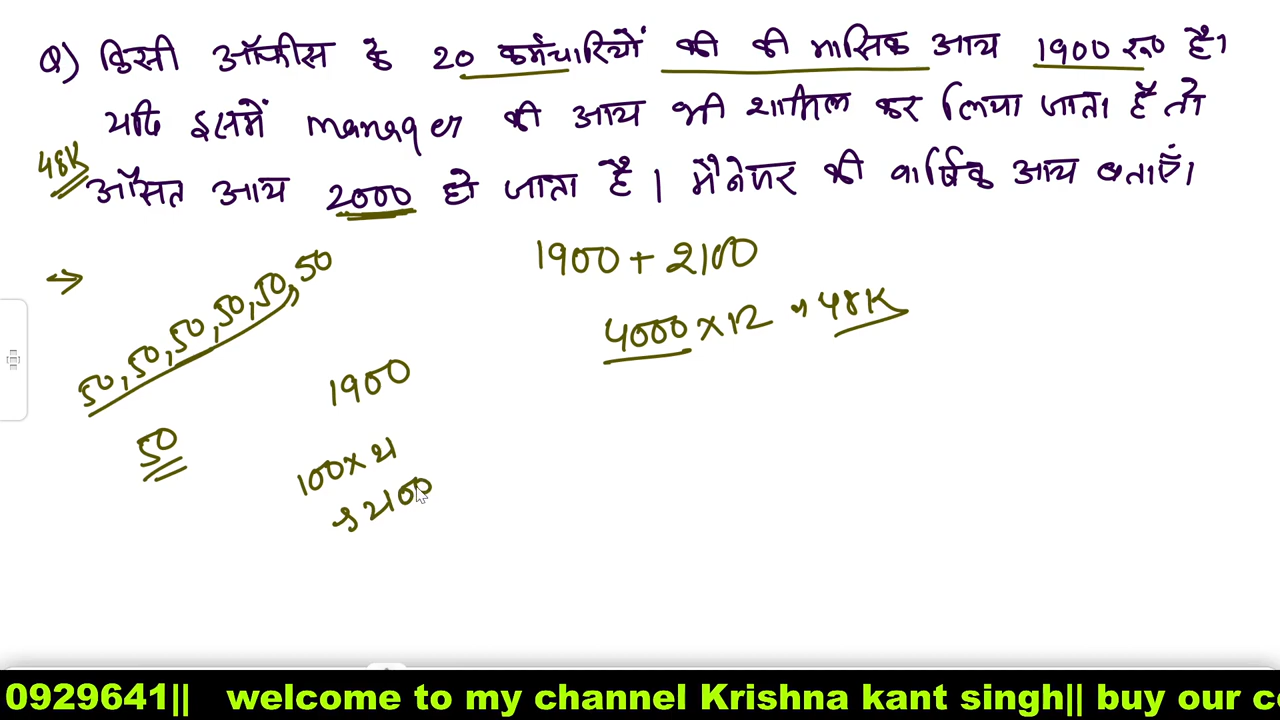 Q) किसी ऑफीस के 20 कर्मचारियों की की मासिक आय 1900 रू0 है।
यदि इसमें manager की आय भी शामिल कर लिया जाता है तो
48K
औसत आय 2000 हो जाता है। मैनेजर की वार्षिक आय बताएँ।
→
50, 50, 50, 50, 50, 50
50
1900 + 2100
4000 × 12 → 48K
1900
100 × 21
→ 2100
0929641|| welcome to my channel Krishna kant singh|| buy our c